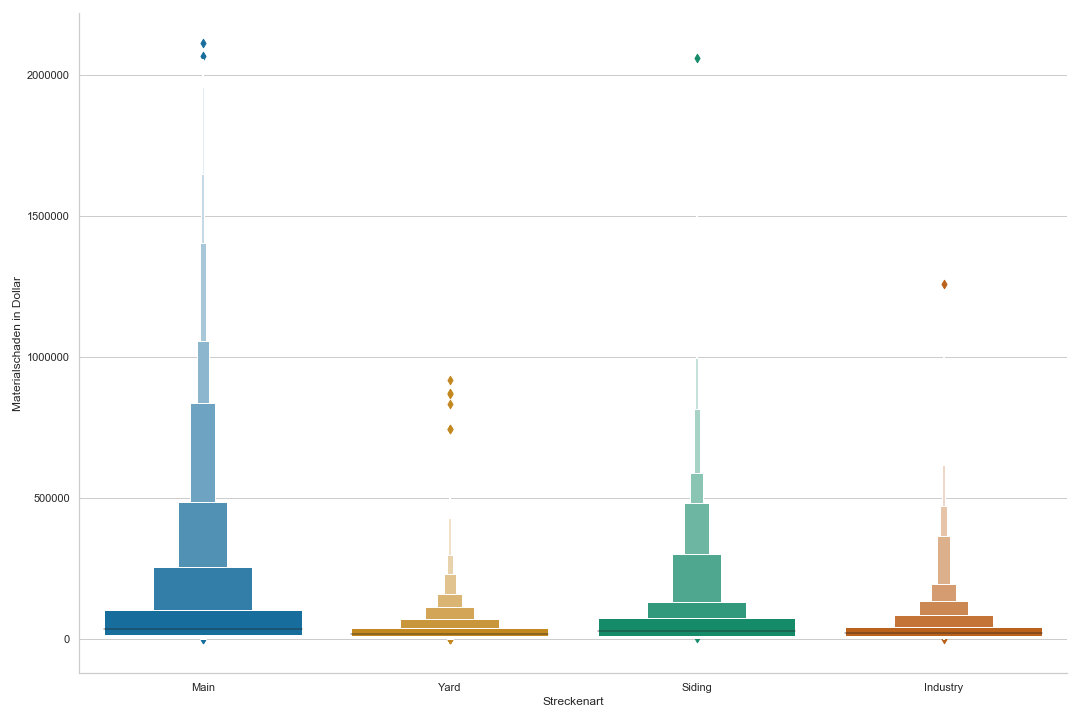 2000000
1500000
1000000
500000
0
Materialschaden in Dollar
Main
Yard
Siding
Industry
Streckenart